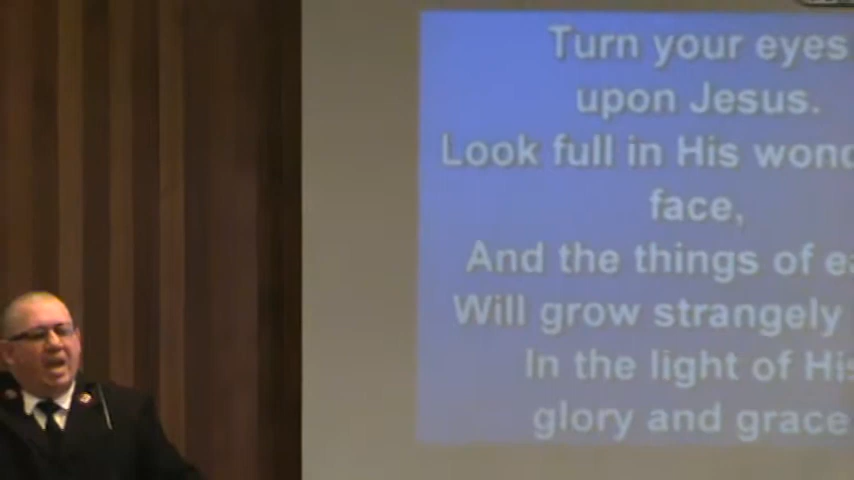 Turn your eyes
upon Jesus.
Look full in His wond
face,
And the things of ea
Will grow strangely
In the light of His
glory and grace